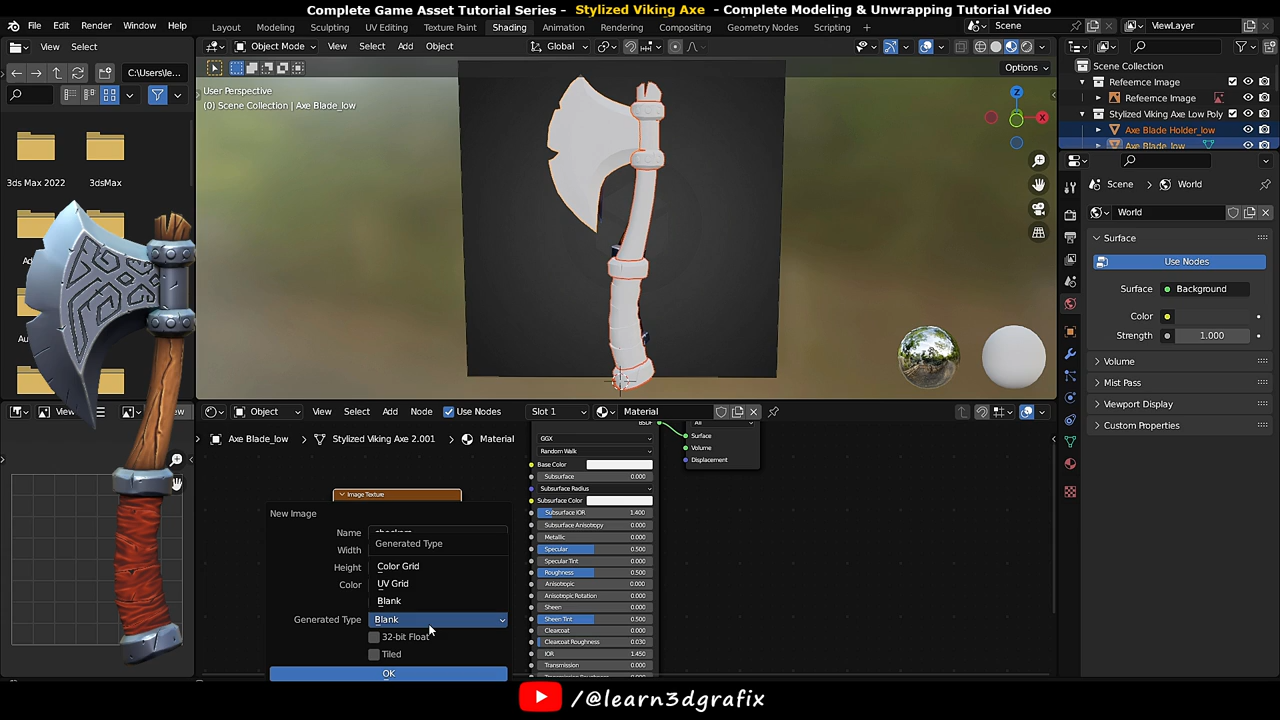 Complete Game Asset Tutorial Series - Stylized Viking Axe - Complete Modeling & Unwrapping Tutorial Video
File Edit Render Window Help
Layout Modeling Sculpting UV Editing Texture Paint Shading Animation Rendering Compositing Geometry Nodes Scripting
Scene ViewLayer
View Select
Object Mode View Select Add Object Global
C:\Users\le...
Options
User Perspective
(0) Scene Collection | Axe Blade_low
Z
X
3ds Max 2022 3dsMax
Scene Collection
Refeemce Image
Refeemce Image
Stylized Viking Axe Low Poly
Axe Blade Holder_low
Axe Blade_low
Scene World
World
Surface
Use Nodes
Surface Background
Color
Strength 1.000
Volume
Mist Pass
Viewport Display
Custom Properties
Object View Select Add Node Use Nodes Slot 1 Material
Axe Blade_low Stylized Viking Axe 2.001 Material
BSDF
GGX
Random Walk
Base Color
Subsurface 0.000
Subsurface Radius
Subsurface Color
Subsurface IOR 1.400
Subsurface Anisotropy 0.000
Metallic 0.000
Specular 0.500
Specular Tint 0.000
Roughness 0.500
Anisotropic 0.000
Anisotropic Rotation 0.000
Sheen 0.000
Sheen Tint 0.500
Clearcoat 0.000
Clearcoat Roughness 0.030
IOR 1.450
Transmission 0.000
All
Surface
Volume
Displacement
Image Texture
New Image
Name
Width
Height
Color
Generated Type
Color Grid
UV Grid
Blank
Generated Type Blank
32-bit Float
Tiled
OK
/@learn3dgrafix